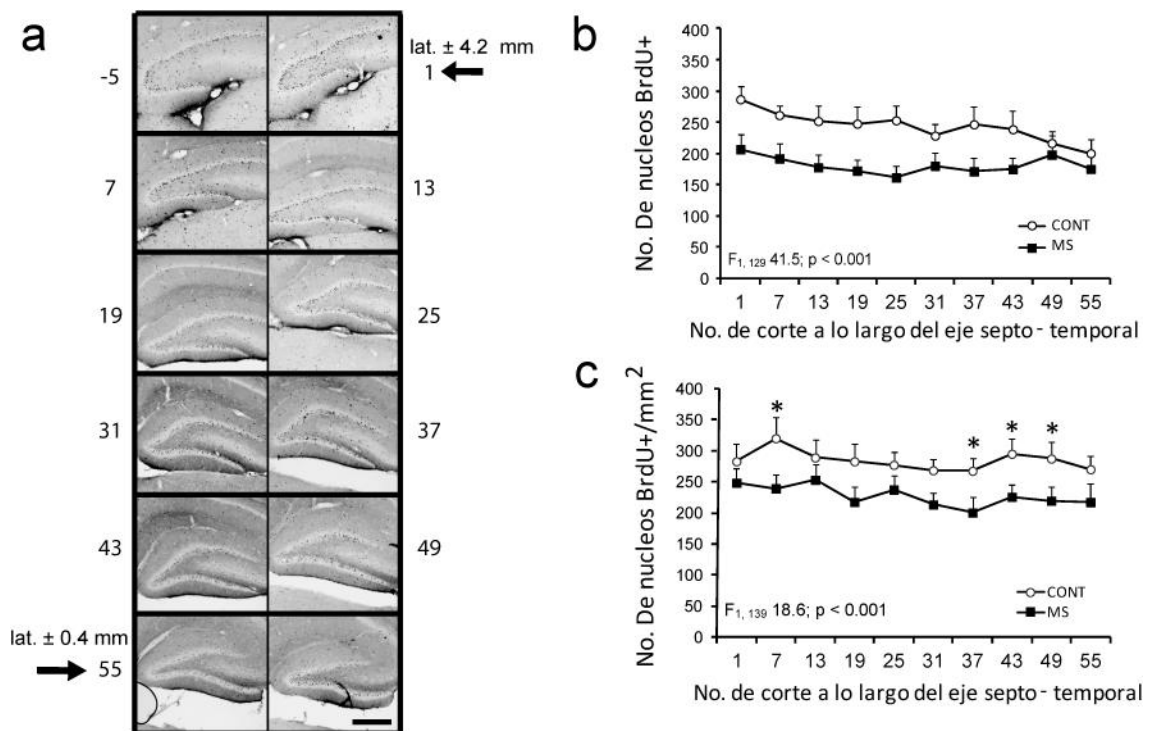 a
lat. ± 4.2 mm
-5
1
7
13
19
25
31
37
43
49
lat. ± 0.4 mm
55
b
No. De nucleos BrdU+
400
350
300
250
200
150
100
50
0
CONT
MS
F1, 129 41.5; p < 0.001
1 7 13 19 25 31 37 43 49 55
No. de corte a lo largo del eje septo - temporal
c
No. De nucleos BrdU+/mm²
400
350
300
250
200
150
100
50
0
* * * *
CONT
MS
F1, 139 18.6; p < 0.001
1 7 13 19 25 31 37 43 49 55
No. de corte a lo largo del eje septo - temporal